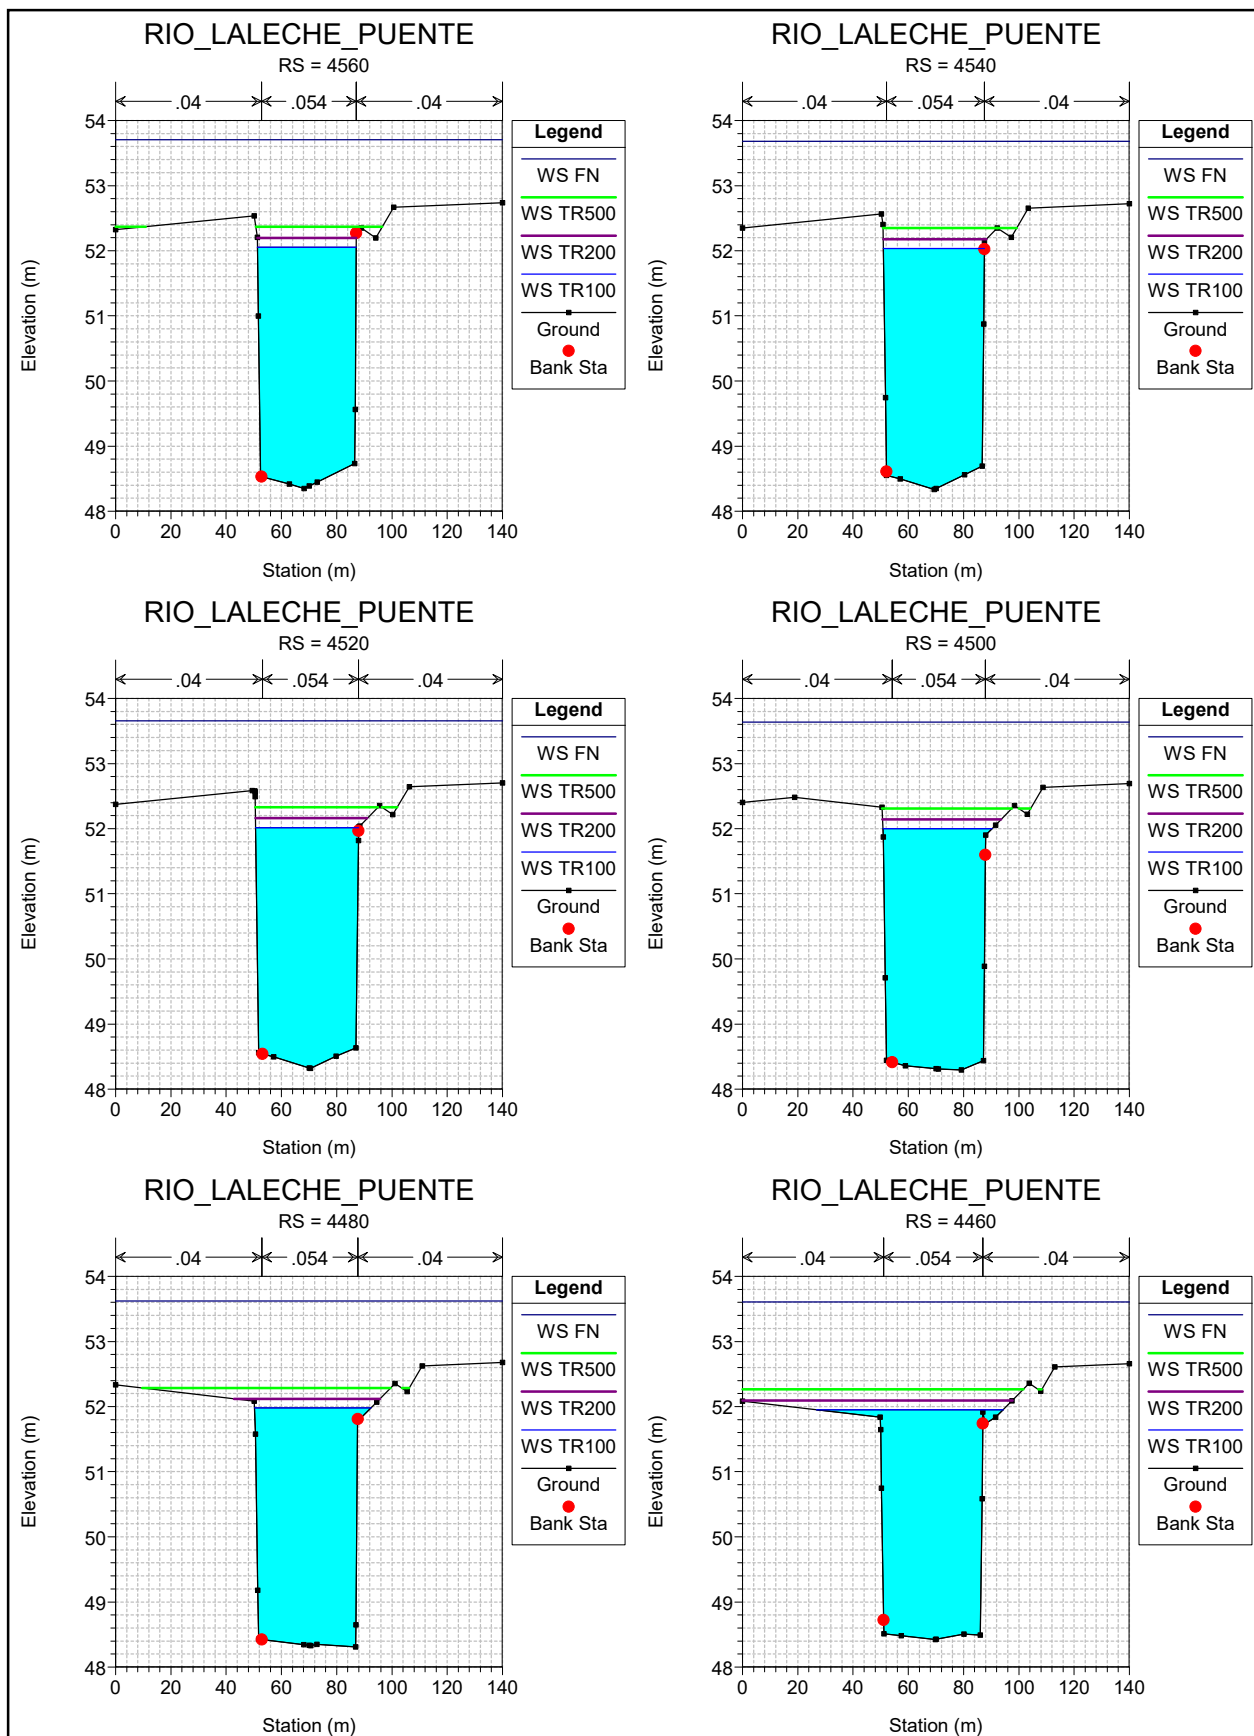 RIO_LALECHE_PUENTE
RS = 4560
.04 .054 .04
54
53
52
51
50
49
48
Elevation (m)
0 20 40 60 80 100 120 140
Station (m)
Legend
WS FN
WS TR500
WS TR200
WS TR100
Ground
Bank Sta
RIO_LALECHE_PUENTE
RS = 4540
.04 .054 .04
54
53
52
51
50
49
48
Elevation (m)
0 20 40 60 80 100 120 140
Station (m)
Legend
WS FN
WS TR500
WS TR200
WS TR100
Ground
Bank Sta
RIO_LALECHE_PUENTE
RS = 4520
.04 .054 .04
54
53
52
51
50
49
48
Elevation (m)
0 20 40 60 80 100 120 140
Station (m)
Legend
WS FN
WS TR500
WS TR200
WS TR100
Ground
Bank Sta
RIO_LALECHE_PUENTE
RS = 4500
.04 .054 .04
54
53
52
51
50
49
48
Elevation (m)
0 20 40 60 80 100 120 140
Station (m)
Legend
WS FN
WS TR500
WS TR200
WS TR100
Ground
Bank Sta
RIO_LALECHE_PUENTE
RS = 4480
.04 .054 .04
54
53
52
51
50
49
48
Elevation (m)
0 20 40 60 80 100 120 140
Station (m)
Legend
WS FN
WS TR500
WS TR200
WS TR100
Ground
Bank Sta
RIO_LALECHE_PUENTE
RS = 4460
.04 .054 .04
54
53
52
51
50
49
48
Elevation (m)
0 20 40 60 80 100 120 140
Station (m)
Legend
WS FN
WS TR500
WS TR200
WS TR100
Ground
Bank Sta